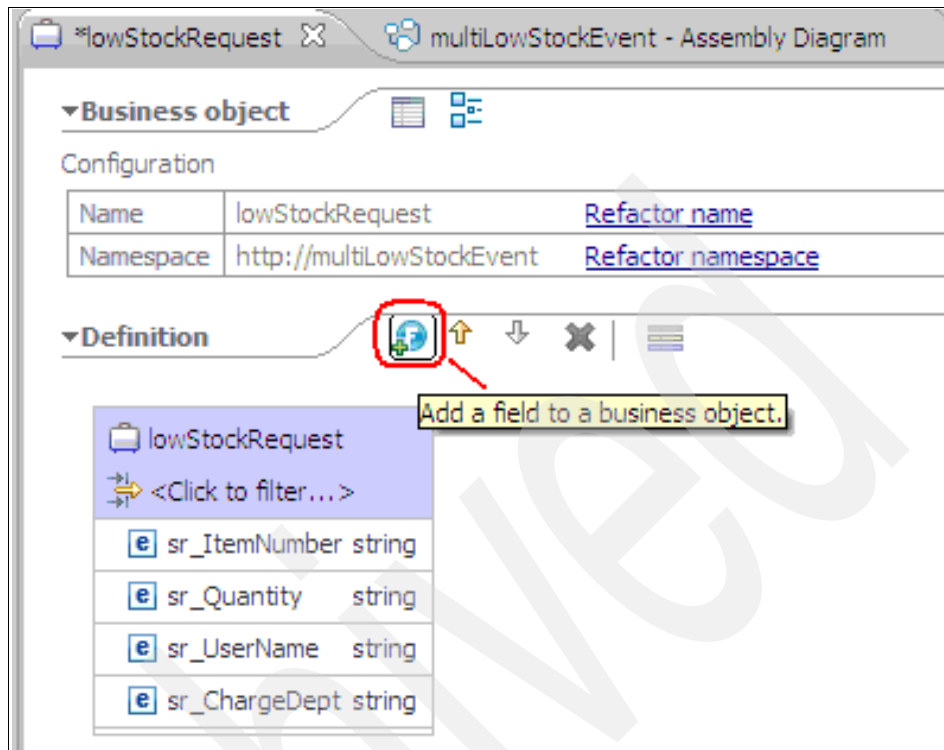 *lowStockRequest multiLowStockEvent - Assembly Diagram
Business object
Configuration
Name lowStockRequest Refactor name
Namespace http://multiLowStockEvent Refactor namespace
Definition
Add a field to a business object.
lowStockRequest
<Click to filter...>
e sr_ItemNumber string
e sr_Quantity string
e sr_UserName string
e sr_ChargeDept string
hived